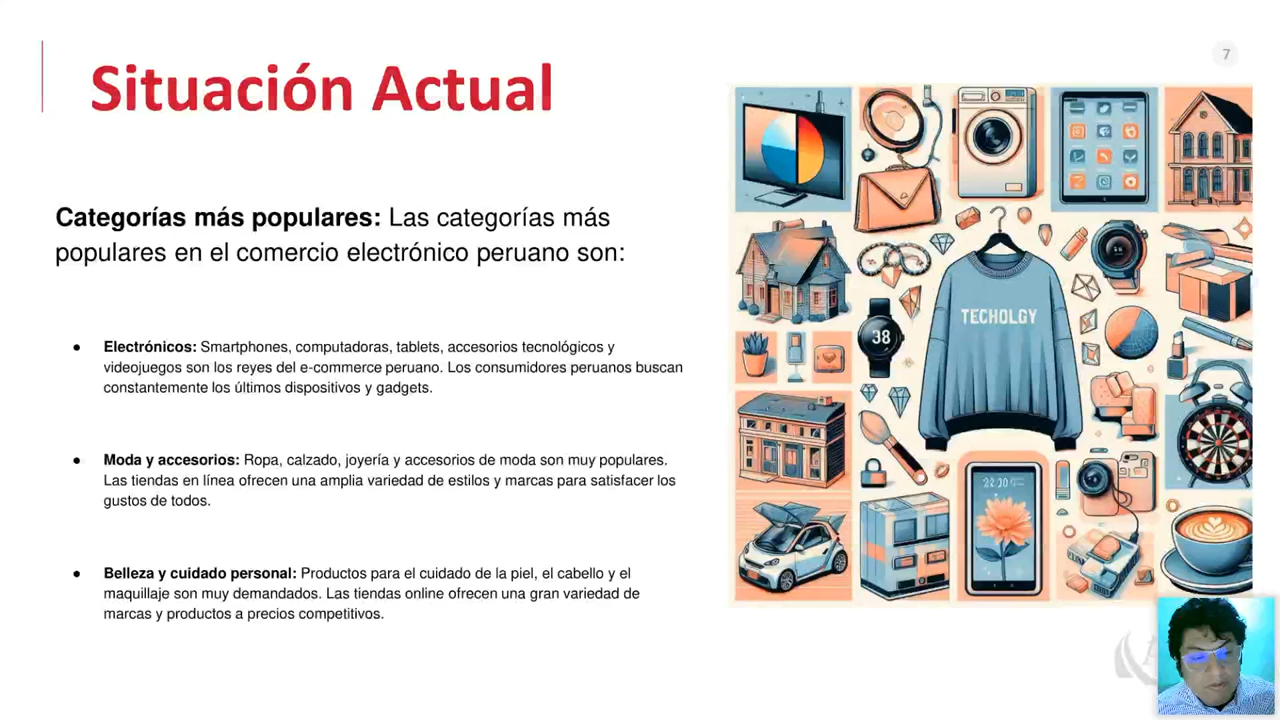 7
Situación Actual
Categorías más populares: Las categorías más
populares en el comercio electrónico peruano son:
● Electrónicos: Smartphones, computadoras, tablets, accesorios tecnológicos y
videojuegos son los reyes del e-commerce peruano. Los consumidores peruanos buscan
constantemente los últimos dispositivos y gadgets.
● Moda y accesorios: Ropa, calzado, joyería y accesorios de moda son muy populares.
Las tiendas en línea ofrecen una amplia variedad de estilos y marcas para satisfacer los
gustos de todos.
● Belleza y cuidado personal: Productos para el cuidado de la piel, el cabello y el
maquillaje son muy demandados. Las tiendas online ofrecen una gran variedad de
marcas y productos a precios competitivos.
TECHOLGY
38